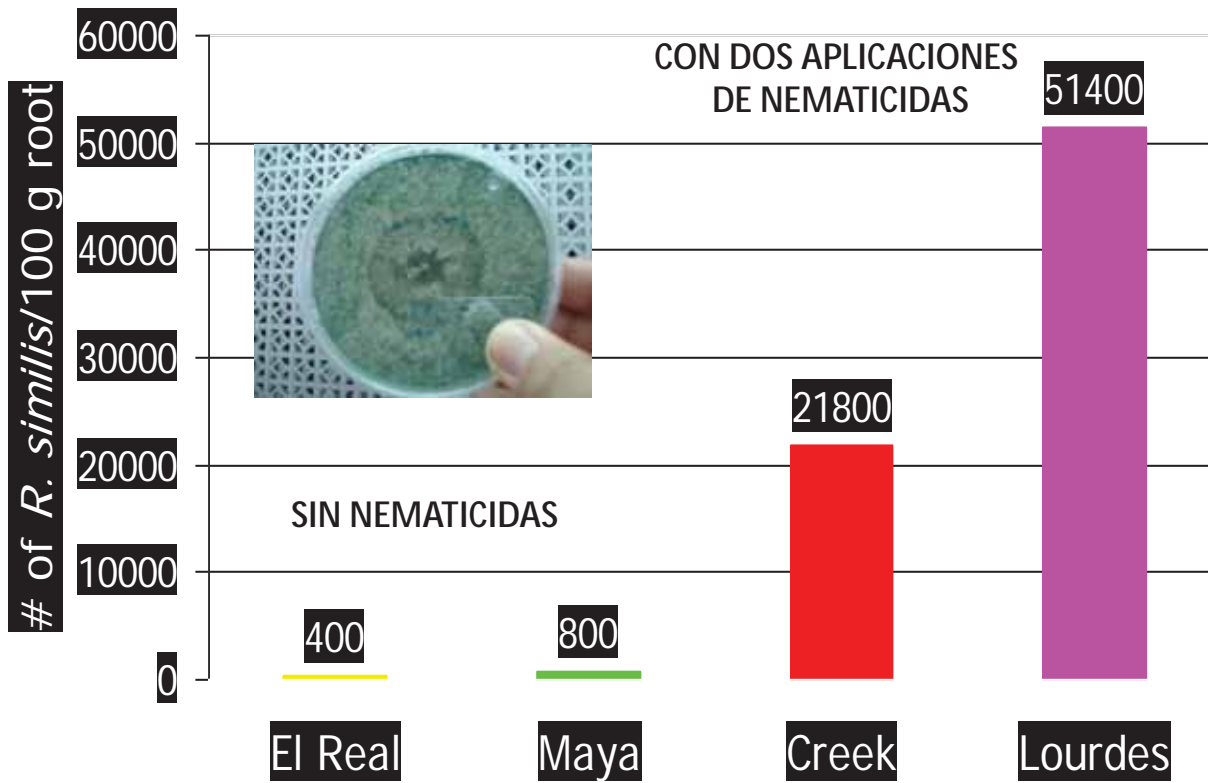 # of R. similis/100 g root
60000
50000
40000
30000
20000
10000
0
CON DOS APLICACIONES
DE NEMATICIDAS
SIN NEMATICIDAS
400
800
21800
51400
El Real
Maya
Creek
Lourdes